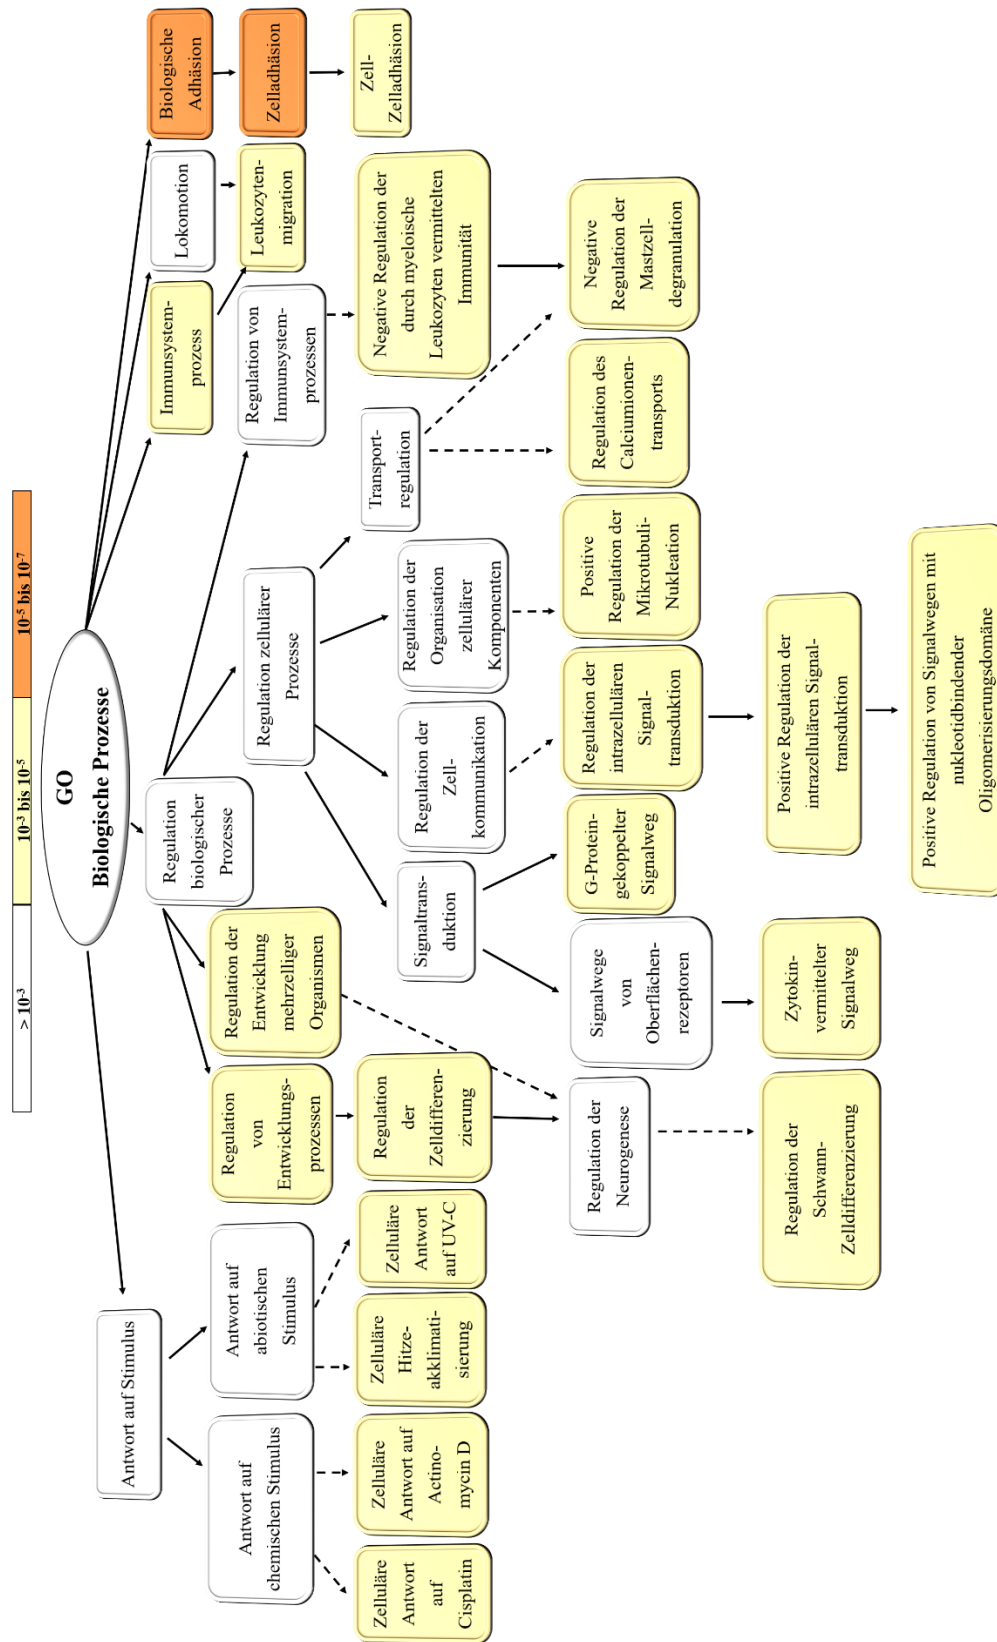 > 10-3
10-3 bis 10-5
10-5 bis 10-7
GO
Biologische Prozesse
Antwort auf Stimulus
Regulation
biologischer
Prozesse
Immunsystem-
prozess
Lokomotion
Biologische
Adhäsion
Antwort auf
chemischen Stimulus
Antwort auf
abiotischen
Stimulus
Regulation
von
Entwicklungs-
prozessen
Regulation der
Entwicklung
mehrzelliger
Organismen
Regulation zellulärer
Prozesse
Regulation von
Immunsystem-
prozessen
Leukozyten-
migration
Zelladhäsion
Zelluläre
Antwort
auf
Cisplatin
Zelluläre
Antwort auf
Actino-
mycin D
Zelluläre
Hitze-
akklimati-
sierung
Zelluläre
Antwort
auf UV-C
Regulation
der
Zelldifferen-
zierung
Signaltrans-
duktion
Regulation der
Zell-
kommunikation
Regulation der
Organisation
zellulärer
Komponenten
Transport-
regulation
Negative Regulation der
durch myeloische
Leukozyten vermittelten
Immunität
Zell-
Zelladhäsion
Regulation der
Neurogenese
Signalwege
von
Oberflächen-
rezeptoren
G-Protein-
gekoppelter
Signalweg
Regulation der
intrazellulären
Signal-
transduktion
Positive
Regulation der
Mikrotubuli-
Nukleation
Regulation des
Calciumionen-
transports
Negative
Regulation der
Mastzell-
degranulation
Regulation der
Schwann-
Zelldifferenzierung
Zytokin-
vermittelter
Signalweg
Positive Regulation der
intrazellulären Signal-
transduktion
Positive Regulation von Signalwegen mit
nukleotidbindender
Oligomerisierungsdomäne